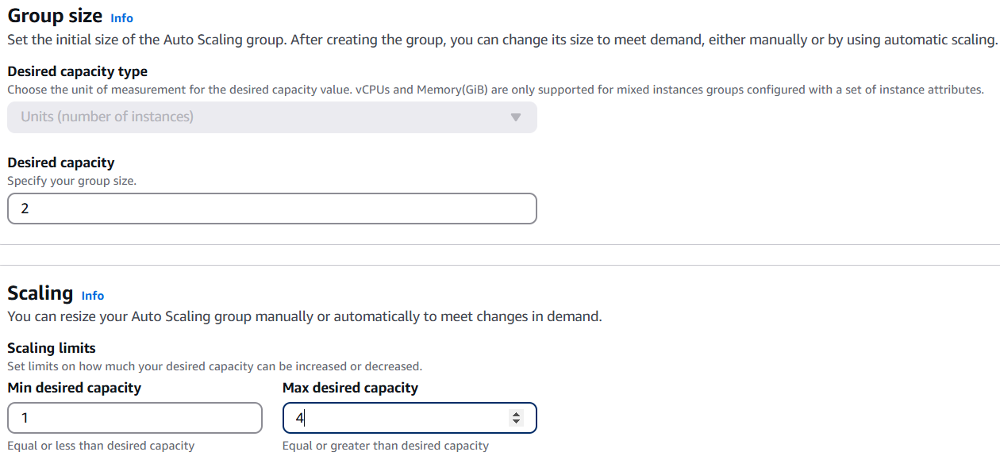 Group size Info
Set the initial size of the Auto Scaling group. After creating the group, you can change its size to meet demand, either manually or by using automatic scaling.
Desired capacity type
Choose the unit of measurement for the desired capacity value. vCPUs and Memory(GiB) are only supported for mixed instances groups configured with a set of instance attributes.
Units (number of instances)
Desired capacity
Specify your group size.
2
Scaling Info
You can resize your Auto Scaling group manually or automatically to meet changes in demand.
Scaling limits
Set limits on how much your desired capacity can be increased or decreased.
Min desired capacity Max desired capacity
1 4
Equal or less than desired capacity Equal or greater than desired capacity